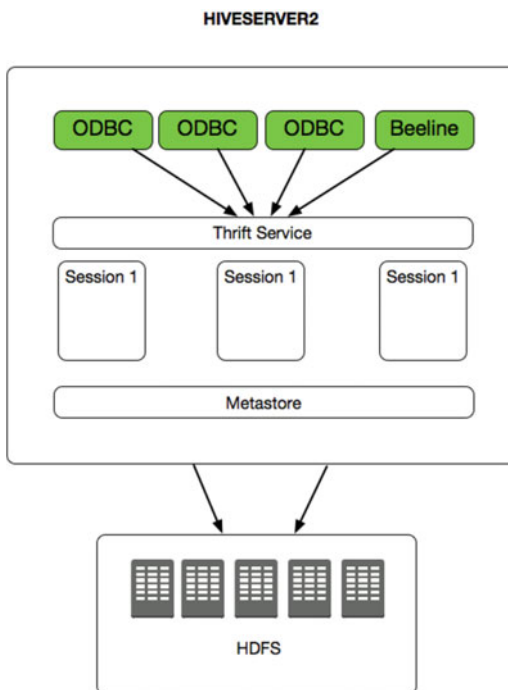 HIVESERVER2
ODBC ODBC ODBC Beeline
Thrift Service
Session 1 Session 1 Session 1
Metastore
HDFS